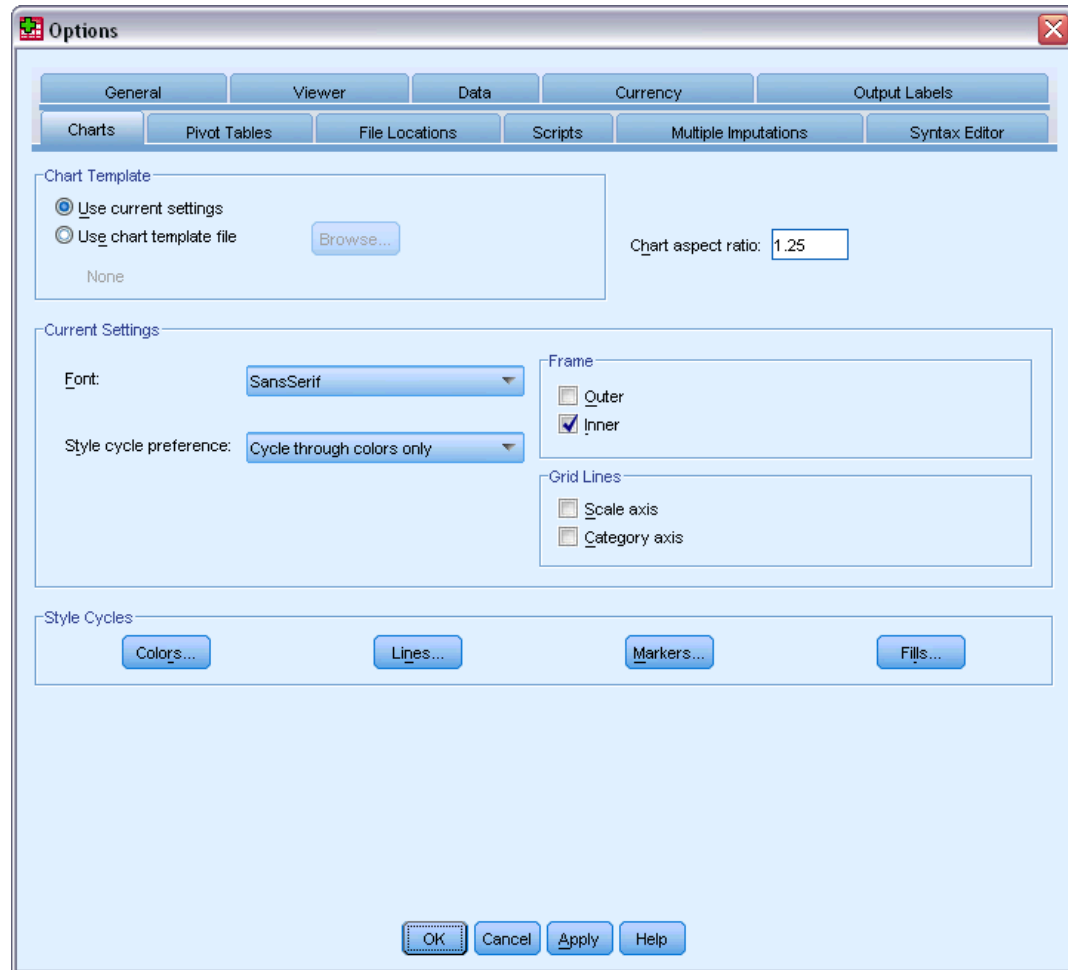 Options
General Viewer Data Currency Output Labels
Charts Pivot Tables File Locations Scripts Multiple Imputations Syntax Editor
Chart Template
Use current settings
Use chart template file Browse...
None
Chart aspect ratio: 1.25
Current Settings
Font: SansSerif
Style cycle preference: Cycle through colors only
Frame
Outer
Inner
Grid Lines
Scale axis
Category axis
Style Cycles
Colors... Lines... Markers... Fills...
OK Cancel Apply Help